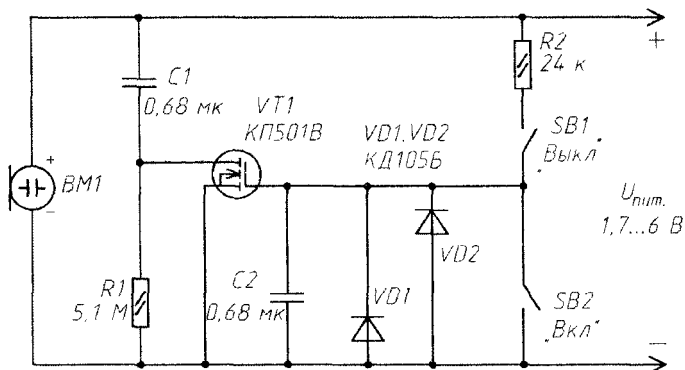 C1
0,68 мк
VT1
КП501В
VD1,VD2
КД105Б
R2
24 к
SB1
„Выкл"
+
BM1
+
−
Uпит.
1,7...6 В
R1
5,1 М
C2
0,68 мк
VD1
VD2
SB2
„Вкл"
−